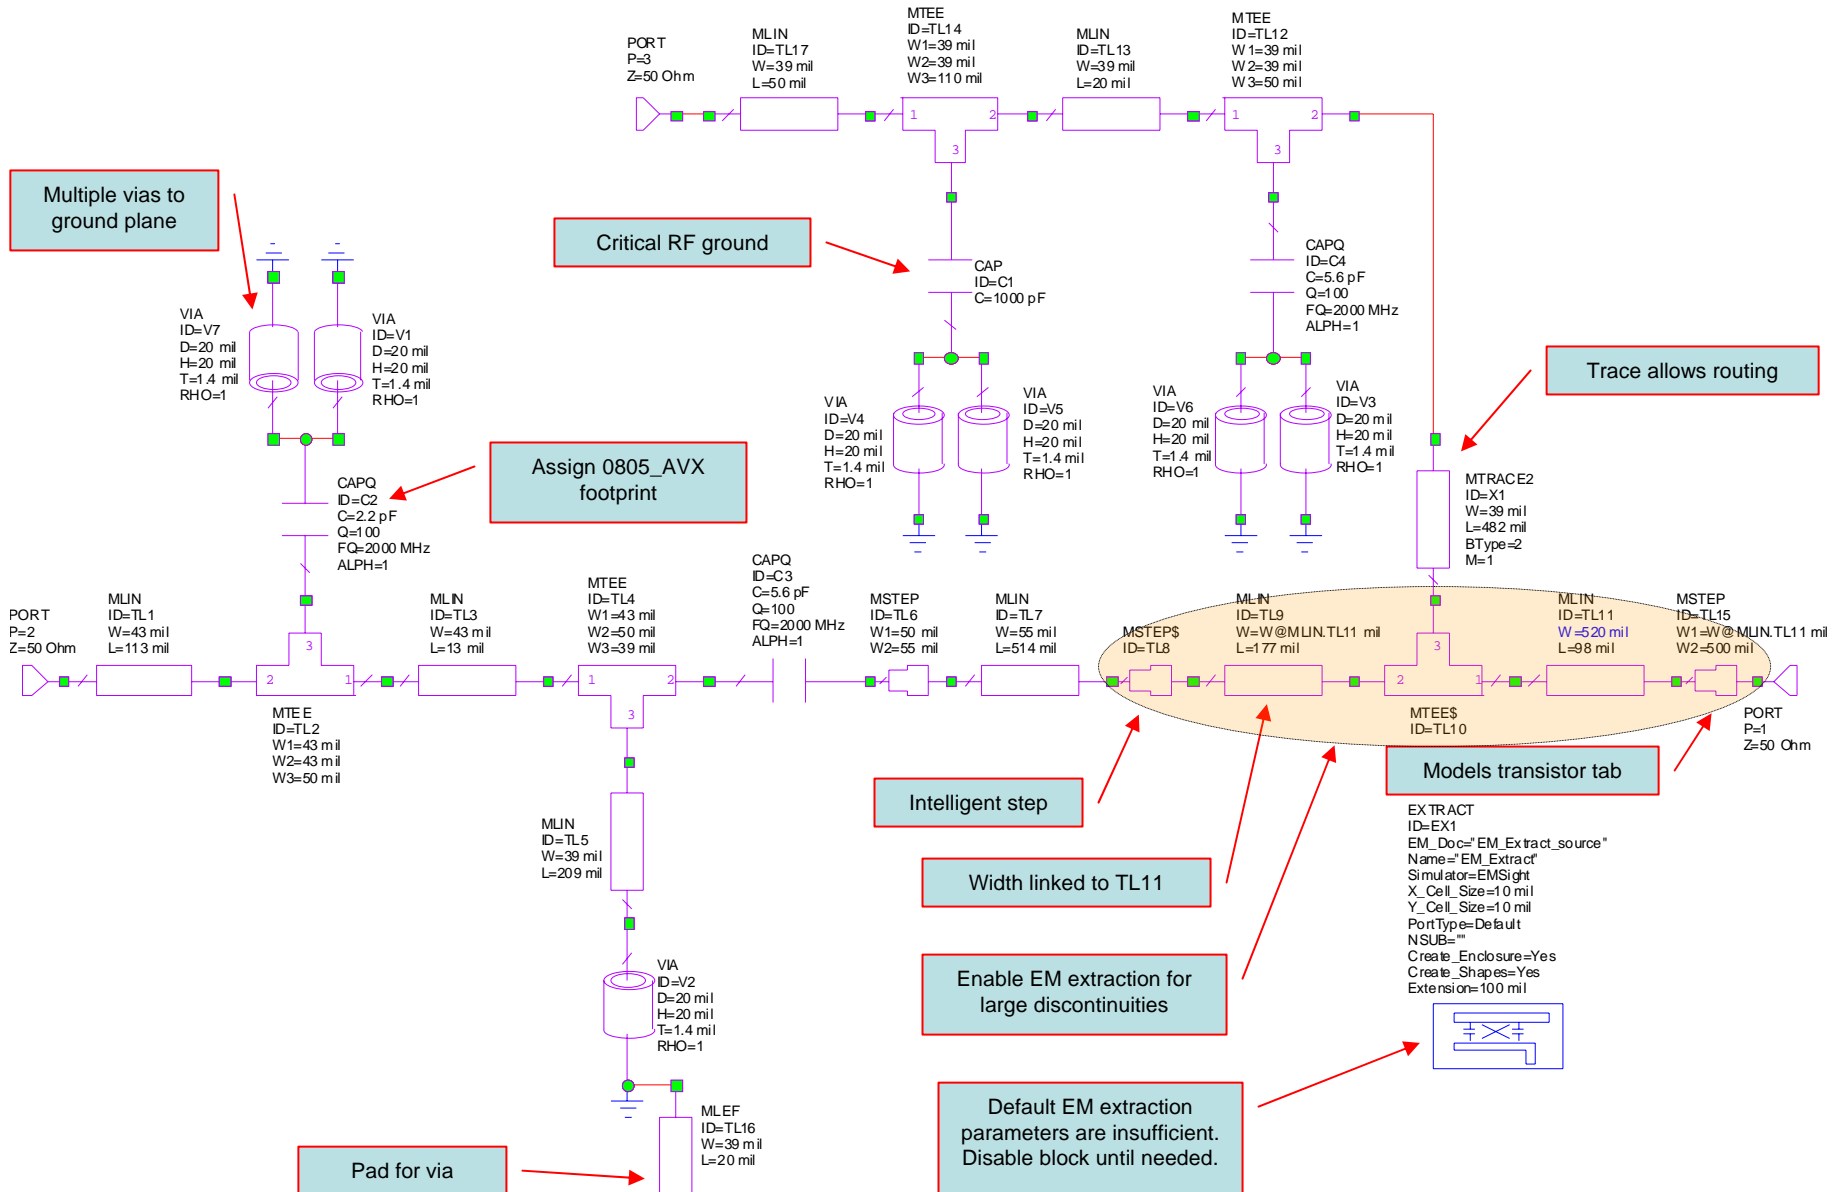 PORT
P=3
Z=50 Ohm
MLIN
ID=TL17
W=39 mil
L=50 mil
MTEE
ID=TL14
W1=39 mil
W2=39 mil
W3=110 mil
1
2
3
MLIN
ID=TL13
W=39 mil
L=20 mil
MTEE
ID=TL12
W1=39 mil
W2=39 mil
W3=50 mil
1
2
3
Multiple vias to
ground plane
Critical RF ground
CAP
ID=C1
C=1000 pF
CAPQ
ID=C4
C=5.6 pF
Q=100
FQ=2000 MHz
ALPH=1
VIA
ID=V7
D=20 mil
H=20 mil
T=1.4 mil
RHO=1
VIA
ID=V1
D=20 mil
H=20 mil
T=1.4 mil
RHO=1
Trace allows routing
VIA
ID=V4
D=20 mil
H=20 mil
T=1.4 mil
RHO=1
VIA
ID=V5
D=20 mil
H=20 mil
T=1.4 mil
RHO=1
VIA
ID=V6
D=20 mil
H=20 mil
T=1.4 mil
RHO=1
VIA
ID=V3
D=20 mil
H=20 mil
T=1.4 mil
RHO=1
Assign 0805_AVX
footprint
CAPQ
ID=C2
C=2.2 pF
Q=100
FQ=2000 MHz
ALPH=1
MTRACE2
ID=X1
W=39 mil
L=482 mil
BType=2
M=1
PORT
P=2
Z=50 Ohm
MLIN
ID=TL1
W=43 mil
L=113 mil
3
2
1
MTEE
ID=TL2
W1=43 mil
W2=43 mil
W3=50 mil
MLIN
ID=TL3
W=43 mil
L=13 mil
MTEE
ID=TL4
W1=43 mil
W2=50 mil
W3=39 mil
1
2
3
CAPQ
ID=C3
C=5.6 pF
Q=100
FQ=2000 MHz
ALPH=1
MSTEP
ID=TL6
W1=50 mil
W2=55 mil
MLIN
ID=TL7
W=55 mil
L=514 mil
MSTEP$
ID=TL8
MLIN
ID=TL9
W=W@MLIN.TL11 mil
L=177 mil
3
2
1
MTEE$
ID=TL10
MLIN
ID=TL11
W=520 mil
L=98 mil
MSTEP
ID=TL15
W1=W@MLIN.TL11 mil
W2=500 mil
PORT
P=1
Z=50 Ohm
Models transistor tab
Intelligent step
Width linked to TL11
Enable EM extraction for
large discontinuities
EXTRACT
ID=EX1
EM_Doc="EM_Extract_source"
Name="EM_Extract"
Simulator=EMSight
X_Cell_Size=10 mil
Y_Cell_Size=10 mil
PortType=Default
NSUB=""
Create_Enclosure=Yes
Create_Shapes=Yes
Extension=100 mil
MLIN
ID=TL5
W=39 mil
L=209 mil
VIA
ID=V2
D=20 mil
H=20 mil
T=1.4 mil
RHO=1
Default EM extraction
parameters are insufficient.
Disable block until needed.
MLEF
ID=TL16
W=39 mil
L=20 mil
Pad for via